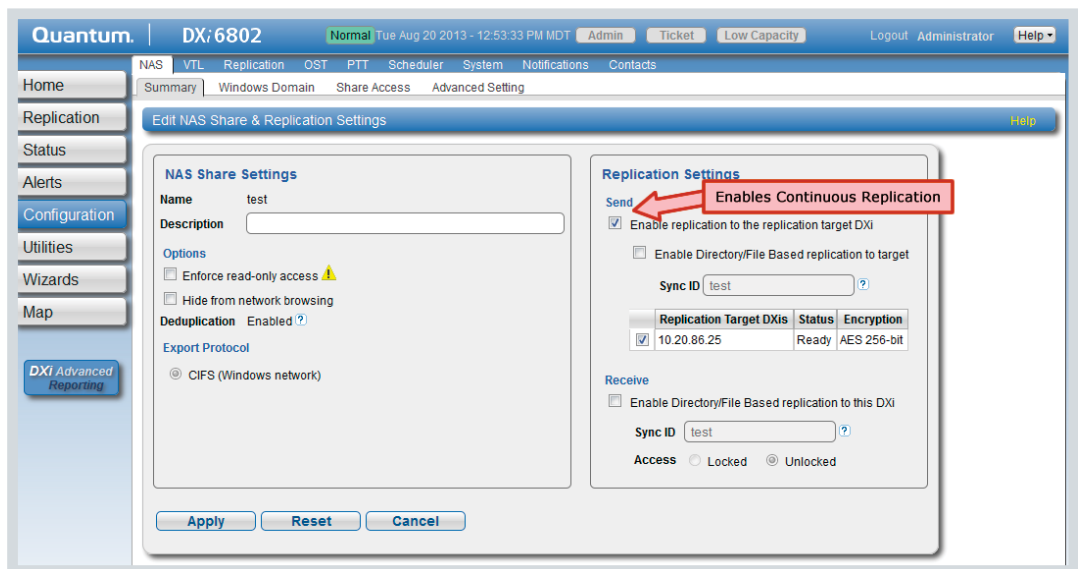 Quantum. DXi6802 Normal Tue Aug 20 2013 - 12:53:33 PM MDT Admin Ticket Low Capacity Logout Administrator Help
NAS VTL Replication OST PTT Scheduler System Notifications Contacts
Summary Windows Domain Share Access Advanced Setting
Home
Replication
Status
Alerts
Configuration
Utilities
Wizards
Map
DXi Advanced
Reporting
Edit NAS Share & Replication Settings Help
NAS Share Settings
Name test
Description
Options
Enforce read-only access
Hide from network browsing
Deduplication Enabled ?
Export Protocol
CIFS (Windows network)
Replication Settings
Enables Continuous Replication
Send
Enable replication to the replication target DXi
Enable Directory/File Based replication to target
Sync ID test ?
Replication Target DXis Status Encryption
10.20.86.25 Ready AES 256-bit
Receive
Enable Directory/File Based replication to this DXi
Sync ID test ?
Access Locked Unlocked
Apply Reset Cancel